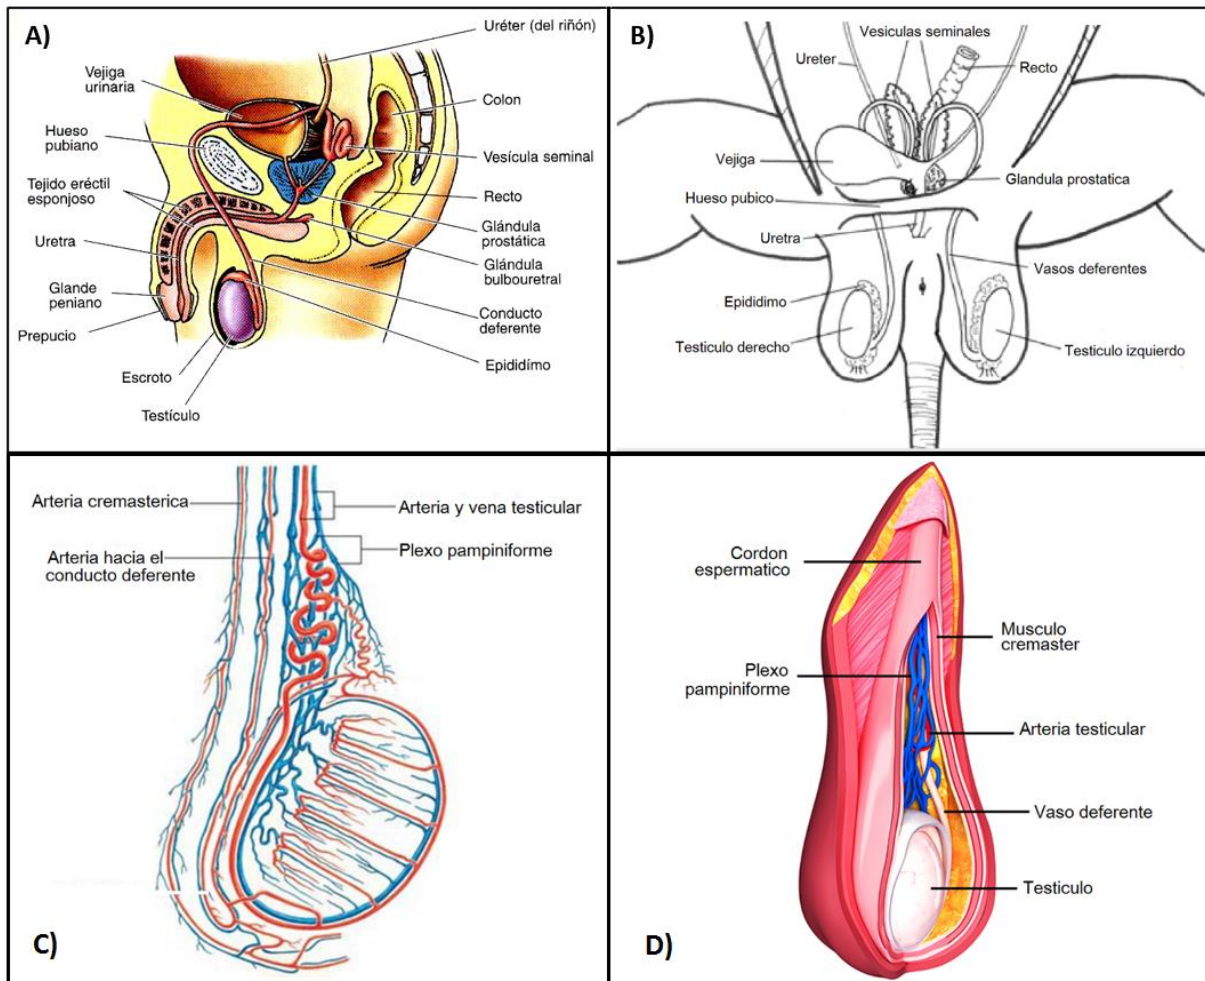 A)
Uréter (del riñón)
Vejiga
urinaria
Colon
Hueso
pubiano
Vesícula seminal
Tejido eréctil
esponjoso
Recto
Glándula
prostática
Uretra
Glándula
bulbouretral
Glande
peniano
Conducto
deferente
Prepucio
Epididímo
Escroto
Testículo
B)
Vesiculas seminales
Ureter
Recto
Vejiga
Glandula prostatica
Hueso pubico
Uretra
Vasos deferentes
Epididimo
Testiculo derecho
Testiculo izquierdo
Arteria cremasterica
Arteria y vena testicular
Arteria hacia el
conducto deferente
Plexo pampiniforme
C)
Cordon
espermatico
Musculo
cremaster
Plexo
pampiniforme
Arteria testicular
Vaso deferente
Testiculo
D)